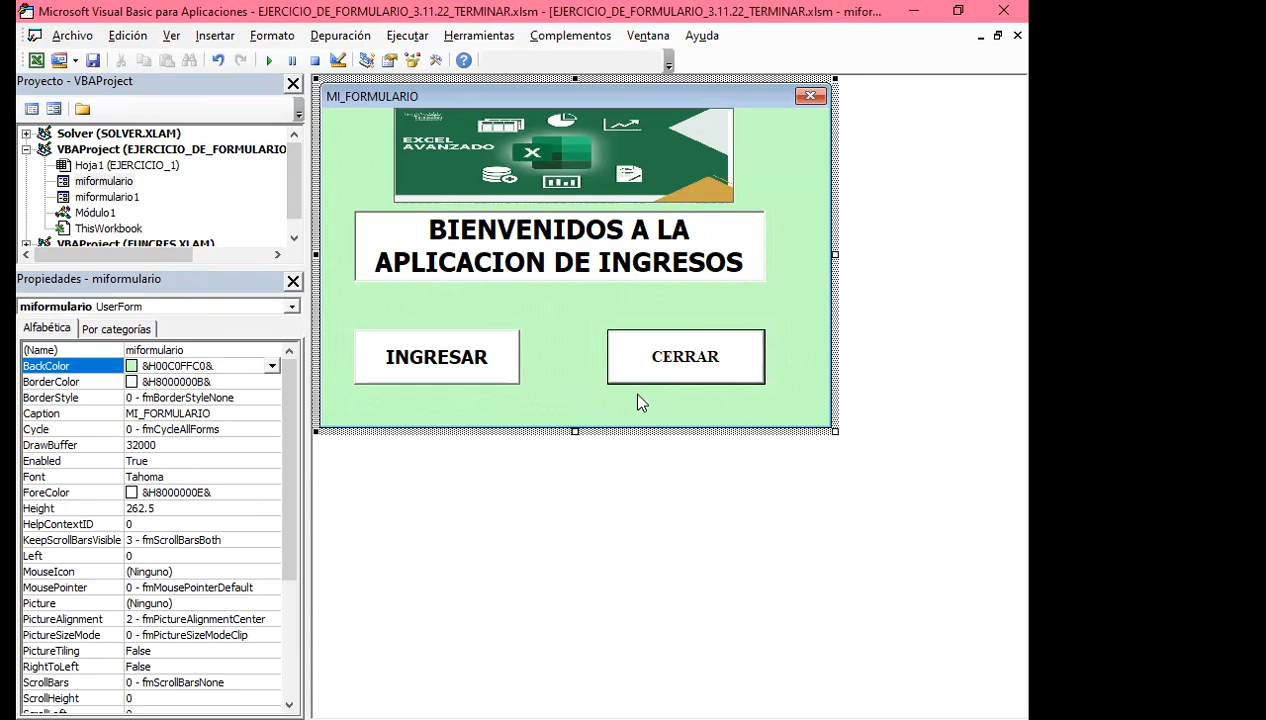 Microsoft Visual Basic para Aplicaciones - EJERCICIO_DE_FORMULARIO_3.11.22_TERMINAR.xlsm - [EJERCICIO_DE_FORMULARIO_3.11.22_TERMINAR.xlsm - mifor...
Archivo Edición Ver Insertar Formato Depuración Ejecutar Herramientas Complementos Ventana Ayuda
Proyecto - VBAProject
Solver (SOLVER.XLAM)
VBAProject (EJERCICIO_DE_FORMULARIO
Hoja1 (EJERCICIO_1)
miformulario
miformulario1
Módulo1
ThisWorkbook
VBAProject (FUNCRES.XLAM)
Propiedades - miformulario
miformulario UserForm
Alfabética Por categorías
(Name) miformulario
BackColor &H00C0FFC0&
BorderColor &H8000000B&
BorderStyle 0 - fmBorderStyleNone
Caption MI_FORMULARIO
Cycle 0 - fmCycleAllForms
DrawBuffer 32000
Enabled True
Font Tahoma
ForeColor &H8000000E&
Height 262.5
HelpContextID 0
KeepScrollBarsVisible 3 - fmScrollBarsBoth
Left 0
MouseIcon (Ninguno)
MousePointer 0 - fmMousePointerDefault
Picture (Ninguno)
PictureAlignment 2 - fmPictureAlignmentCenter
PictureSizeMode 0 - fmPictureSizeModeClip
PictureTiling False
RightToLeft False
ScrollBars 0 - fmScrollBarsNone
ScrollHeight 0
MI_FORMULARIO
EXCEL
AVANZADO
X
BIENVENIDOS A LA
APLICACION DE INGRESOS
INGRESAR
CERRAR